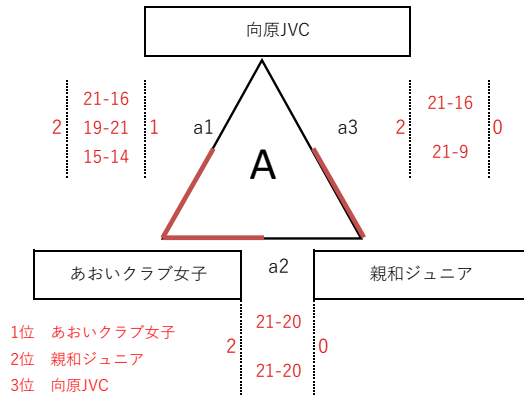 向原JVC
21-16
2 19-21 1
15-14
a1
a3
21-16
2 0
21-9
A
あおいクラブ女子
a2
親和ジュニア
21-20
2 0
21-20
1位 あおいクラブ女子
2位 親和ジュニア
3位 向原JVC